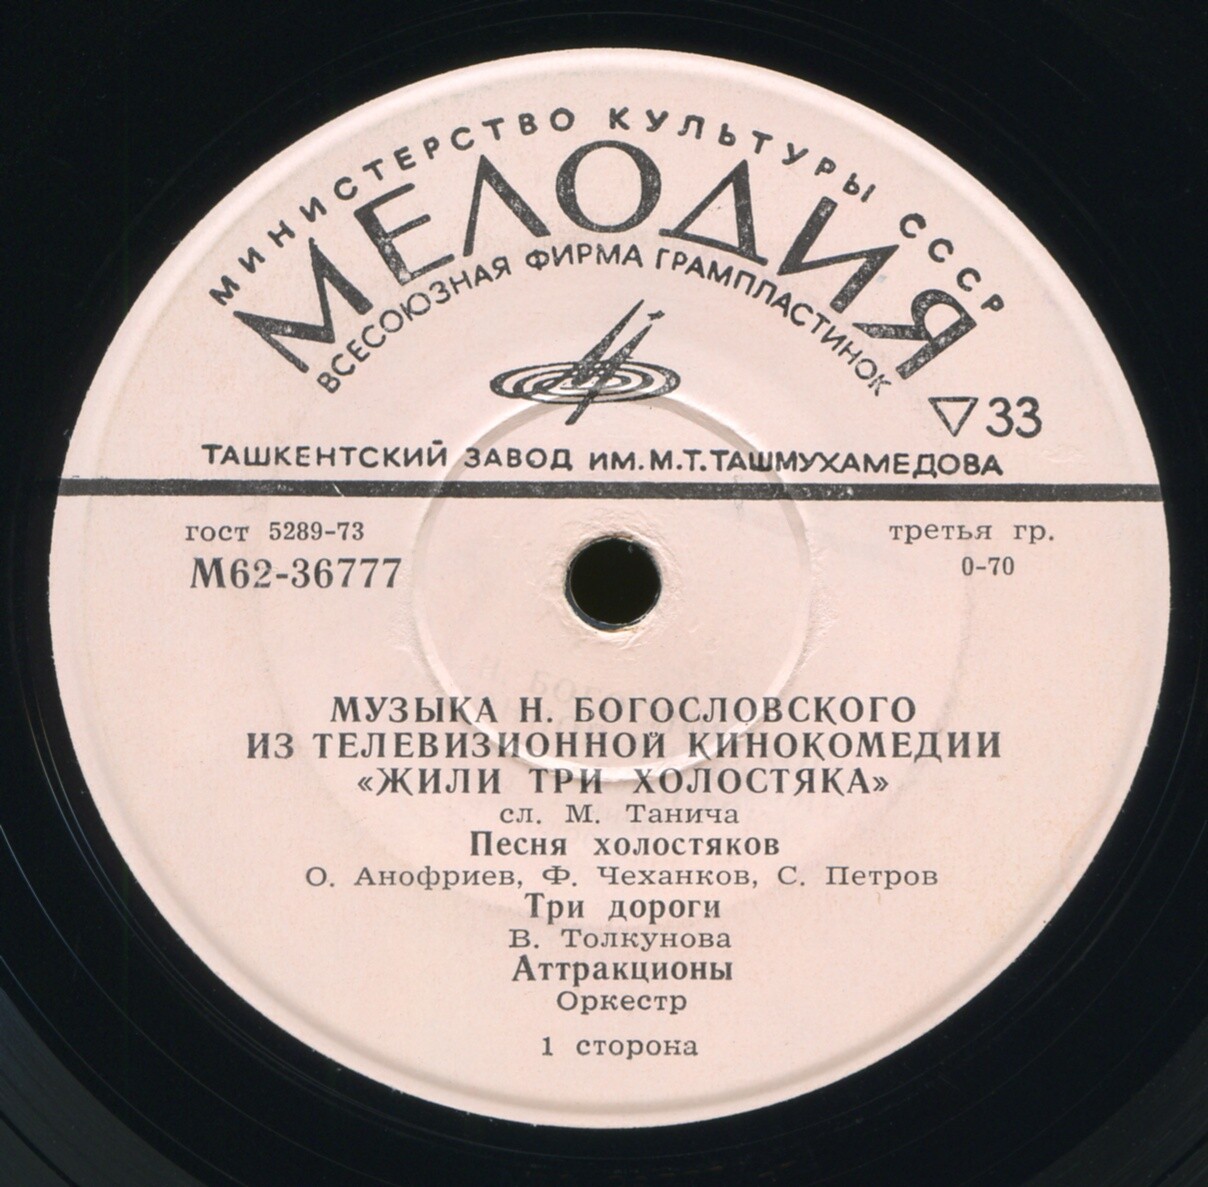 МИНИСТЕРСТВО КУЛЬТУРЫ СССР
МЕЛОДИЯ
ВСЕСОЮЗНАЯ ФИРМА ГРАМПЛАСТИНОК
▽33
ТАШКЕНТСКИЙ ЗАВОД ИМ.М.Т.ТАШМУХАМЕДОВА
гост 5289-73
третья гр.
М62-36777
0-70
МУЗЫКА Н. БОГОСЛОВСКОГО
ИЗ ТЕЛЕВИЗИОННОЙ КИНОКОМЕДИИ
«ЖИЛИ ТРИ ХОЛОСТЯКА»
сл. М. Танича
Песня холостяков
О. Анофриев, Ф. Чеханков, С. Петров
Три дороги
В. Толкунова
Аттракционы
Оркестр
1 сторона